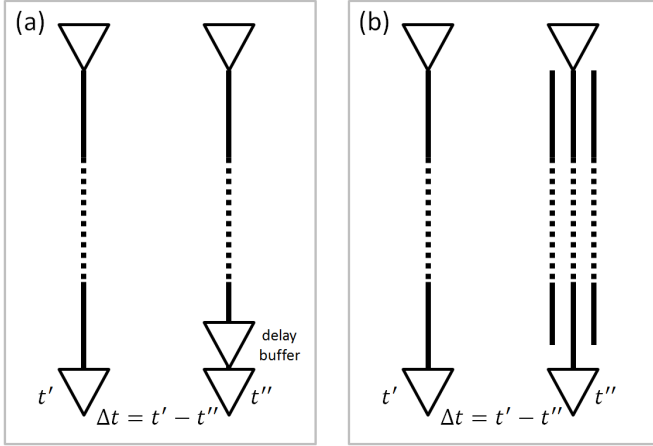 (a)
delay
buffer
t′ t″
Δt = t′ − t″
(b)
t′ t″
Δt = t′ − t″